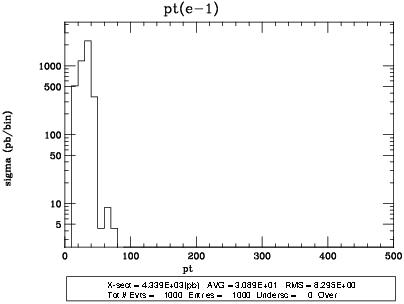 pt(e−1)
sigma (pb/bin)
1000
500
100
50
10
5
0 100 200 300 400 500
pt
X-sect = 4.339E+03(pb) AVG = 3.089E+01 RMS = 8.295E+00
Tot # Evts = 1000 Entries = 1000 Undersc = 0 Over